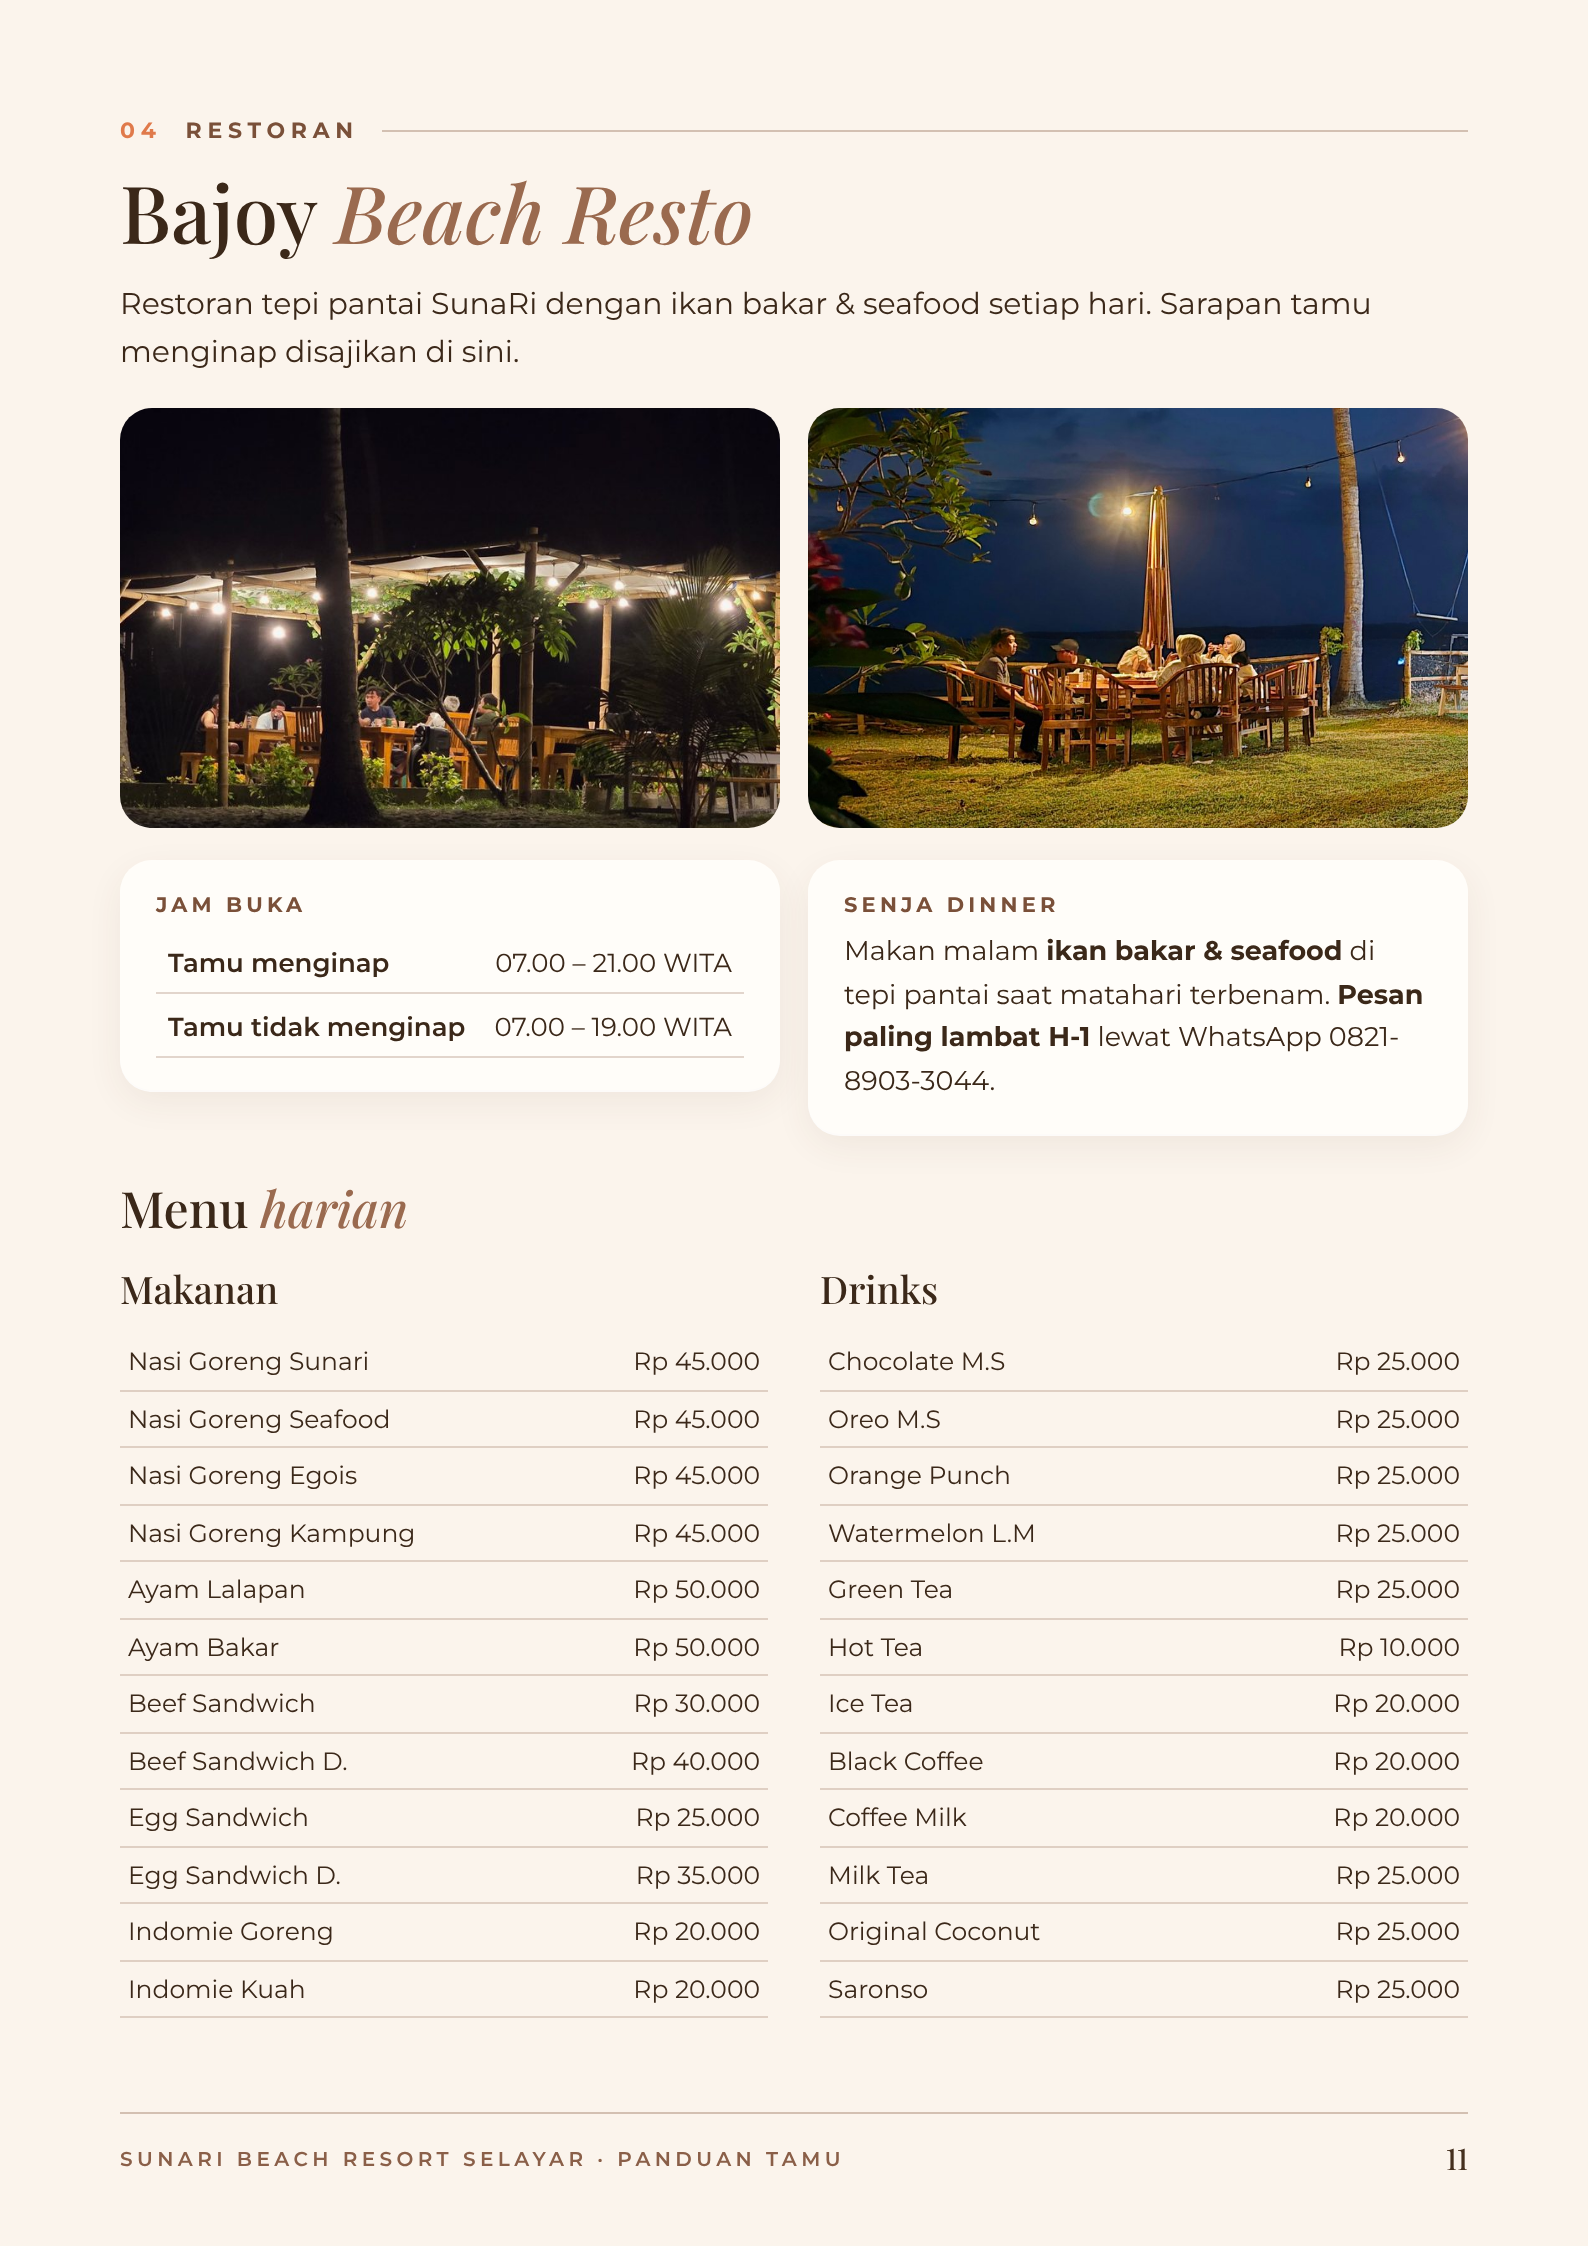 04 RESTORAN
Bajoy Beach Resto
Restoran tepi pantai SunaRi dengan ikan bakar & seafood setiap hari. Sarapan tamu
menginap disajikan di sini.
JAM BUKA
Tamu menginap 07.00 – 21.00 WITA
Tamu tidak menginap 07.00 – 19.00 WITA
SENJA DINNER
Makan malam ikan bakar & seafood di
tepi pantai saat matahari terbenam. Pesan
paling lambat H-1 lewat WhatsApp 0821-
8903-3044.
Menu harian
Makanan
Nasi Goreng Sunari Rp 45.000
Nasi Goreng Seafood Rp 45.000
Nasi Goreng Egois Rp 45.000
Nasi Goreng Kampung Rp 45.000
Ayam Lalapan Rp 50.000
Ayam Bakar Rp 50.000
Beef Sandwich Rp 30.000
Beef Sandwich D. Rp 40.000
Egg Sandwich Rp 25.000
Egg Sandwich D. Rp 35.000
Indomie Goreng Rp 20.000
Indomie Kuah Rp 20.000
Drinks
Chocolate M.S Rp 25.000
Oreo M.S Rp 25.000
Orange Punch Rp 25.000
Watermelon L.M Rp 25.000
Green Tea Rp 25.000
Hot Tea Rp 10.000
Ice Tea Rp 20.000
Black Coffee Rp 20.000
Coffee Milk Rp 20.000
Milk Tea Rp 25.000
Original Coconut Rp 25.000
Saronso Rp 25.000
SUNARI BEACH RESORT SELAYAR · PANDUAN TAMU 11